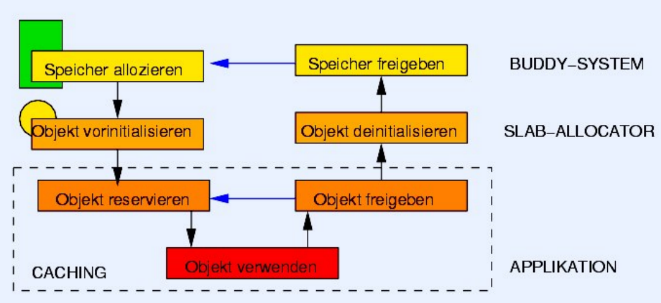 Speicher allozieren
Speicher freigeben
BUDDY–SYSTEM
Objekt vorinitialisieren
Objekt deinitialisieren
SLAB–ALLOCATOR
Objekt reservieren
Objekt freigeben
Objekt verwenden
CACHING
APPLIKATION